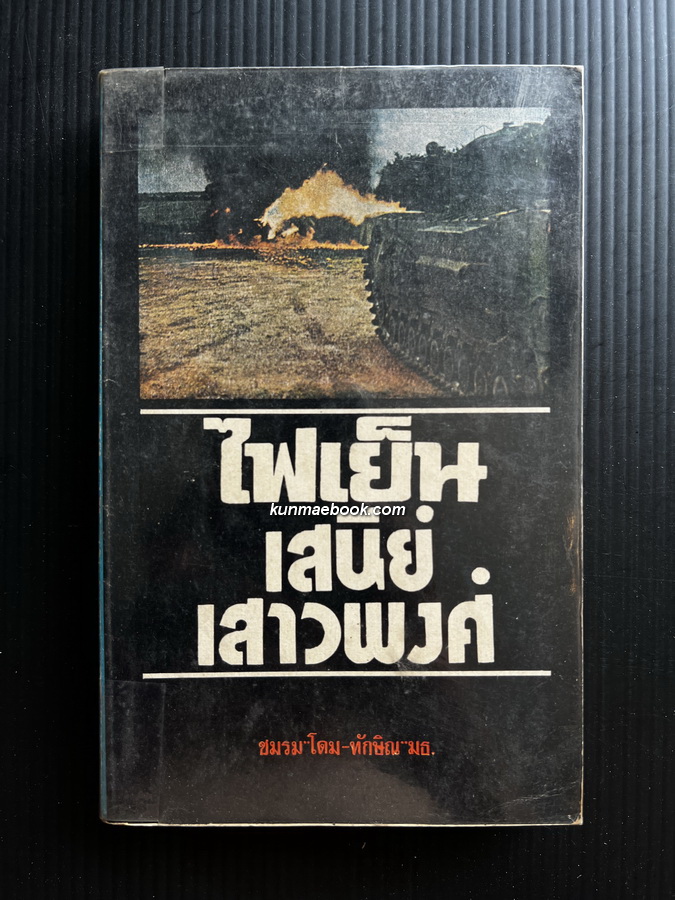 ไฟเย็น
kunmaebook.com
เสนีย์
เสาวพงศ์
ชมรม"โดม-ทักษิณ"มธ.